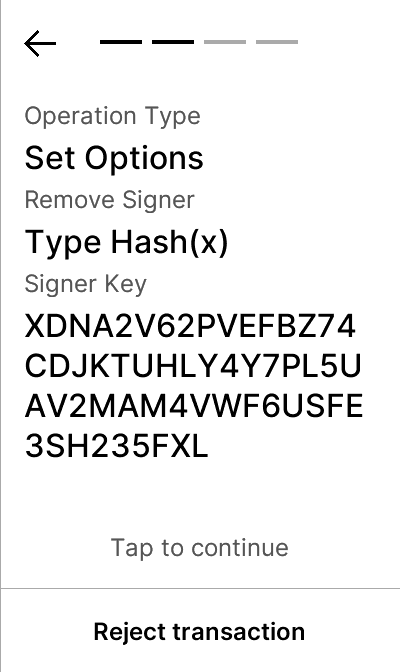 Operation Type
Set Options
Remove Signer
Type Hash(x)
Signer Key
XDNA2V62PVEFBZ74
CDJKTUHLY4Y7PL5U
AV2MAM4VWF6USFE
3SH235FXL
Tap to continue
Reject transaction